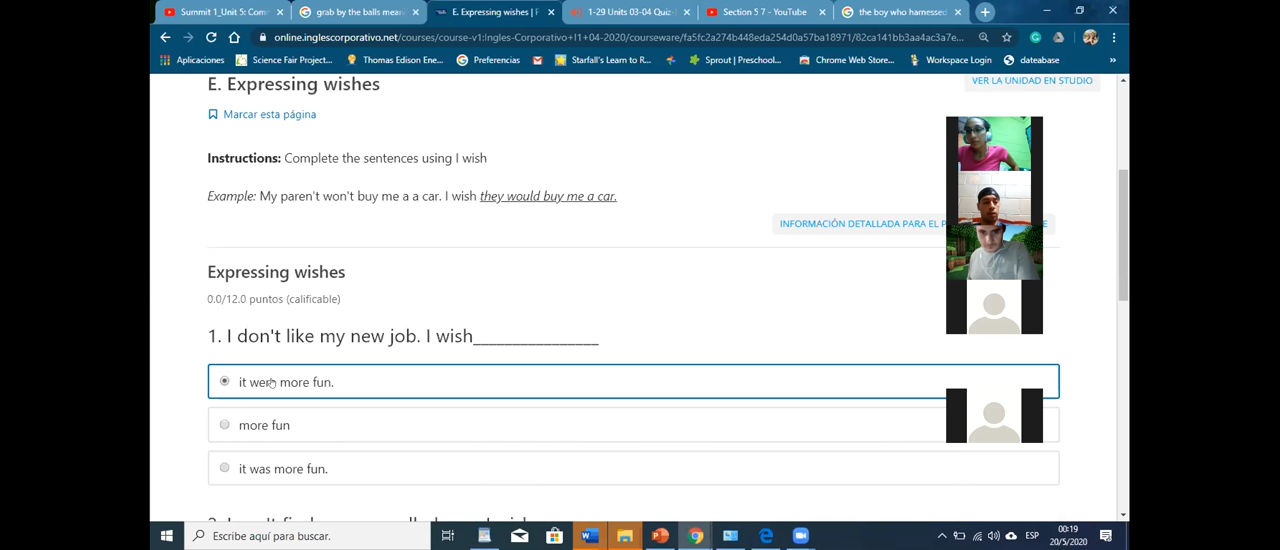 Summit 1_Unit 5: Com
grab by the balls mean
E. Expressing wishes | F
1-29 Units 03-04 Quiz-
Section 5 7 - YouTube
the boy who harnessed
online.inglescorporativo.net/courses/course-v1:Ingles-Corporativo+I1+04-2020/courseware/fa5fc2a274b448eda254d0a57ba18971/82ca141bb3aa4ac3a7e...
Aplicaciones
Science Fair Project...
Thomas Edison Ene...
Preferencias
Starfall's Learn to R...
Sprout | Preschool...
Chrome Web Store...
Workspace Login
dateabase
E. Expressing wishes
VER LA UNIDAD EN STUDIO
Marcar esta página
Instructions: Complete the sentences using I wish
Example: My paren't won't buy me a a car. I wish they would buy me a car.
INFORMACIÓN DETALLADA PARA EL
Expressing wishes
0.0/12.0 puntos (calificable)
1. I don't like my new job. I wish________________
it were more fun.
more fun
it was more fun.
Escribe aquí para buscar.
ESP
00:19
20/5/2020